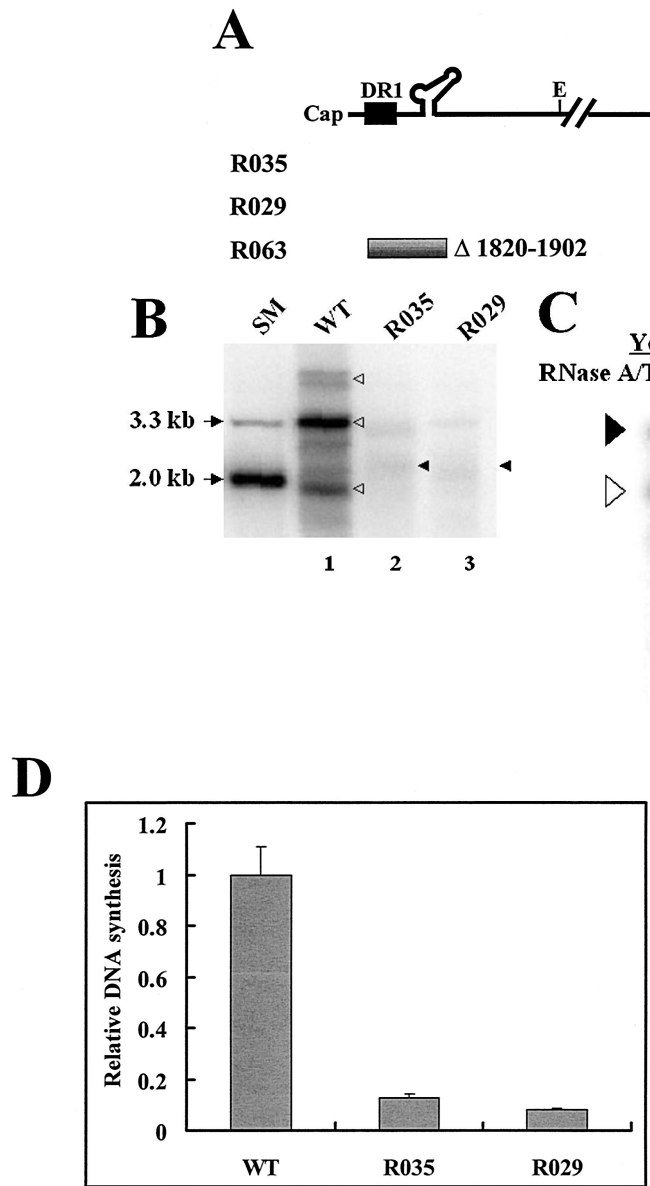 A
DR1
E
Cap
R035
R029
R063
Δ 1820-1902
B
SM
WT
R035
R029
3.3 kb
2.0 kb
1 2 3
C
RNase A/T
D
Relative DNA synthesis
1.2
1
0.8
0.6
0.4
0.2
0
WT R035 R029